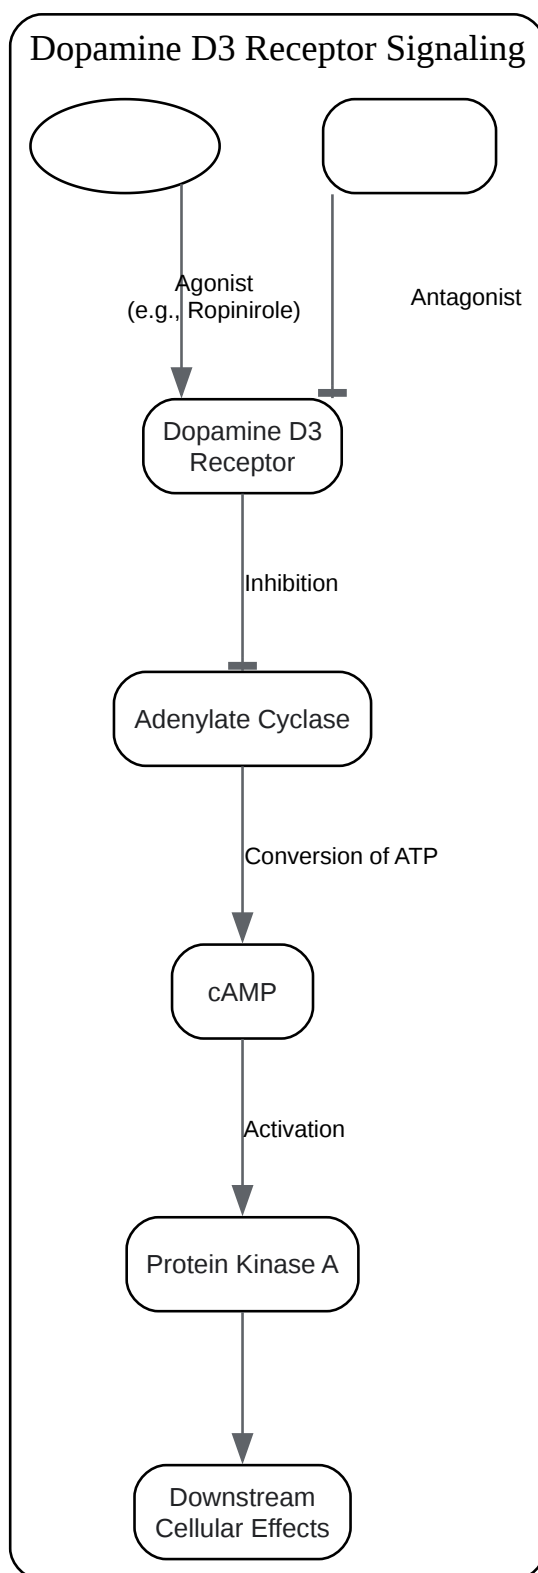 Dopamine D3 Receptor Signaling
Agonist
(e.g., Ropinirole)
Antagonist
Dopamine D3
Receptor
Inhibition
Adenylate Cyclase
Conversion of ATP
cAMP
Activation
Protein Kinase A
Downstream
Cellular Effects